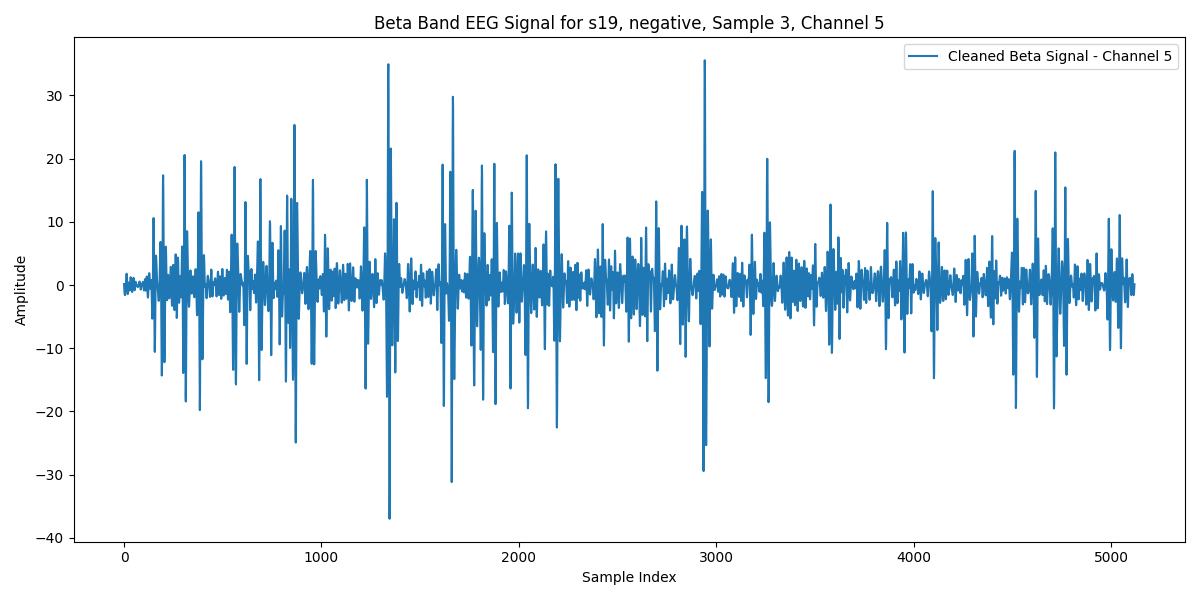 Beta Band EEG Signal for s19, negative, Sample 3, Channel 5
Cleaned Beta Signal - Channel 5
Amplitude
30
20
10
0
−10
−20
−30
−40
0 1000 2000 3000 4000 5000
Sample Index